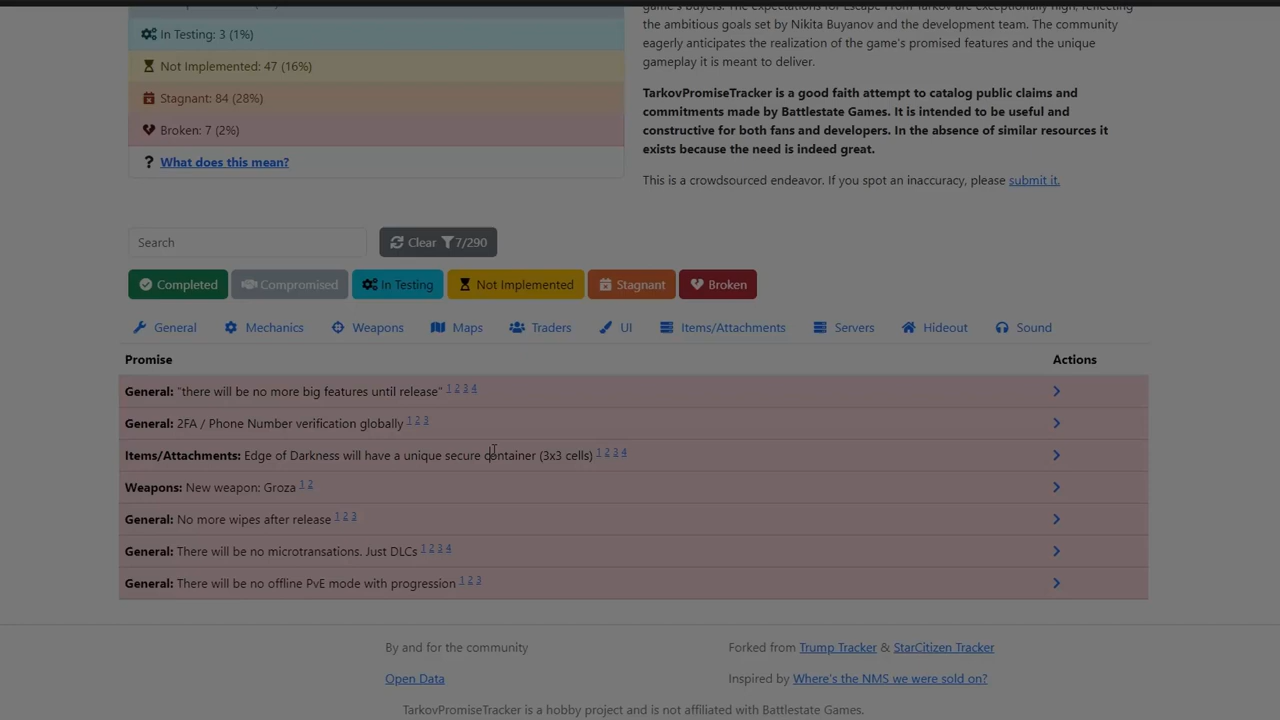 In Testing: 3 (1%)
Not Implemented: 47 (16%)
Stagnant: 84 (28%)
Broken: 7 (2%)
? What does this mean?
game's buyers. The expectations for Escape From Tarkov are exceptionally high, reflecting
the ambitious goals set by Nikita Buyanov and the development team. The community
eagerly anticipates the realization of the game's promised features and the unique
gameplay it is meant to deliver.
TarkovPromiseTracker is a good faith attempt to catalog public claims and
commitments made by Battlestate Games. It is intended to be useful and
constructive for both fans and developers. In the absence of similar resources it
exists because the need is indeed great.
This is a crowdsourced endeavor. If you spot an inaccuracy, please submit it.
Search
Clear 7/290
Completed Compromised In Testing Not Implemented Stagnant Broken
General Mechanics Weapons Maps Traders UI Items/Attachments Servers Hideout Sound
Promise Actions
General: "there will be no more big features until release" 1 2 3 4
General: 2FA / Phone Number verification globally 1 2 3
Items/Attachments: Edge of Darkness will have a unique secure container (3x3 cells) 1 2 3 4
Weapons: New weapon: Groza 1 2
General: No more wipes after release 1 2 3
General: There will be no microtransations. Just DLCs 1 2 3 4
General: There will be no offline PvE mode with progression 1 2 3
By and for the community
Open Data
Forked from Trump Tracker & StarCitizen Tracker
Inspired by Where's the NMS we were sold on?
TarkovPromiseTracker is a hobby project and is not affiliated with Battlestate Games.